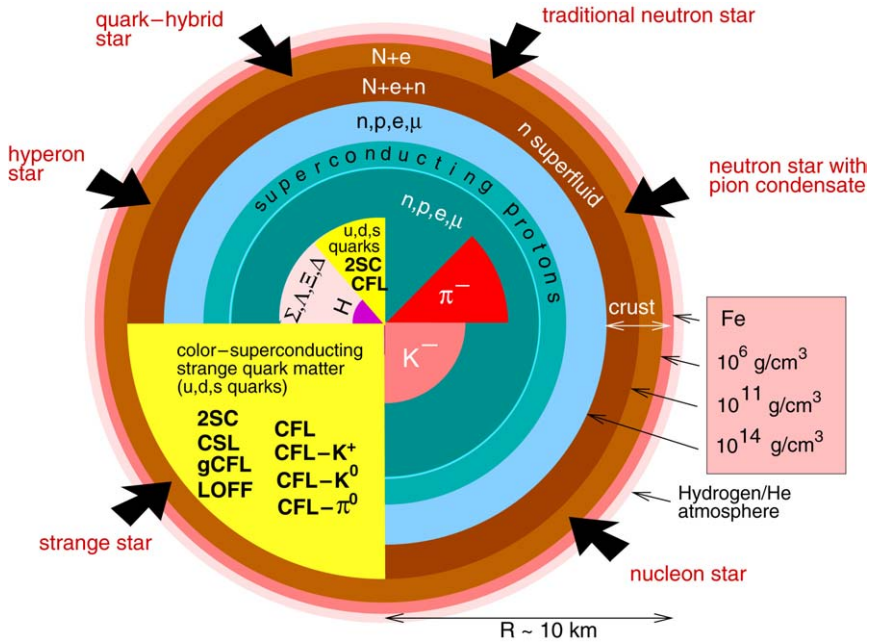 quark−hybrid
star
traditional neutron star
N+e
N+e+n
n,p,e,μ
n superfluid
hyperon
star
neutron star with
pion condensate
superconducting protons
n,p,e,μ
u,d,s
quarks
2SC
CFL
Σ,Λ,Ξ,Δ
H
π−
K−
crust
Fe
10⁶ g/cm³
10¹¹ g/cm³
10¹⁴ g/cm³
Hydrogen/He
atmosphere
color−superconducting
strange quark matter
(u,d,s quarks)
2SC
CSL
gCFL
LOFF
CFL
CFL−K⁺
CFL−K⁰
CFL−π⁰
strange star
nucleon star
R ~ 10 km